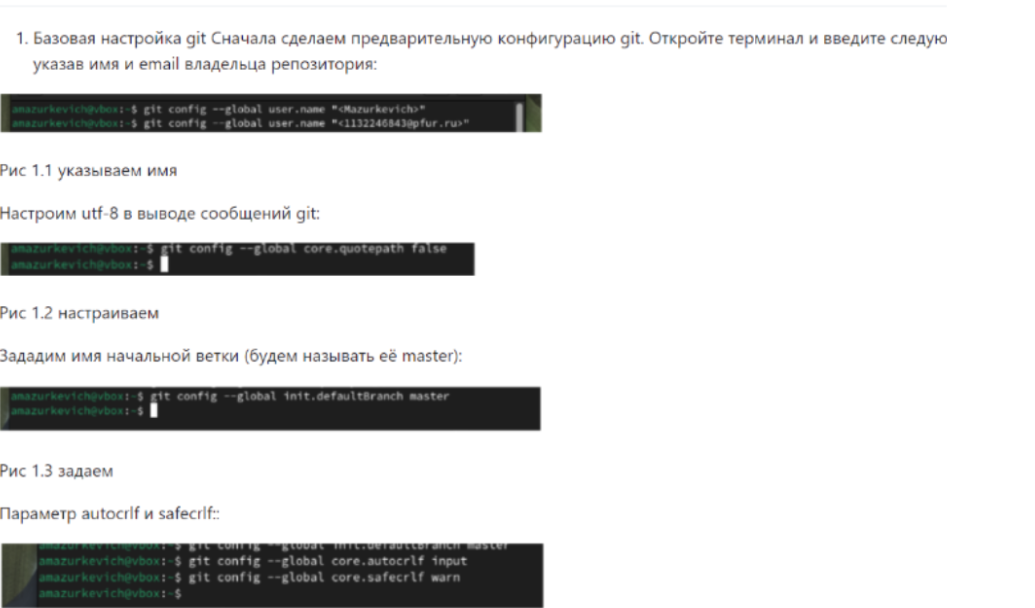 1. Базовая настройка git Сначала сделаем предварительную конфигурацию git. Откройте терминал и введите следую
указав имя и email владельца репозитория:
amazurkevich@vbox:~$ git config --global user.name "<Mazurkevich>"
amazurkevich@vbox:~$ git config --global user.name "<1132246843@pfur.ru>"
Рис 1.1 указываем имя
Настроим utf-8 в выводе сообщений git:
amazurkevich@vbox:~$ git config --global core.quotepath false
amazurkevich@vbox:~$
Рис 1.2 настраиваем
Зададим имя начальной ветки (будем называть её master):
amazurkevich@vbox:~$ git config --global init.defaultBranch master
amazurkevich@vbox:~$
Рис 1.3 задаем
Параметр autocrlf и safecrlf::
amazurkevich@vbox:~$ git config --global init.defaultBranch master
amazurkevich@vbox:~$ git config --global core.autocrlf input
amazurkevich@vbox:~$ git config --global core.safecrlf warn
amazurkevich@vbox:~$